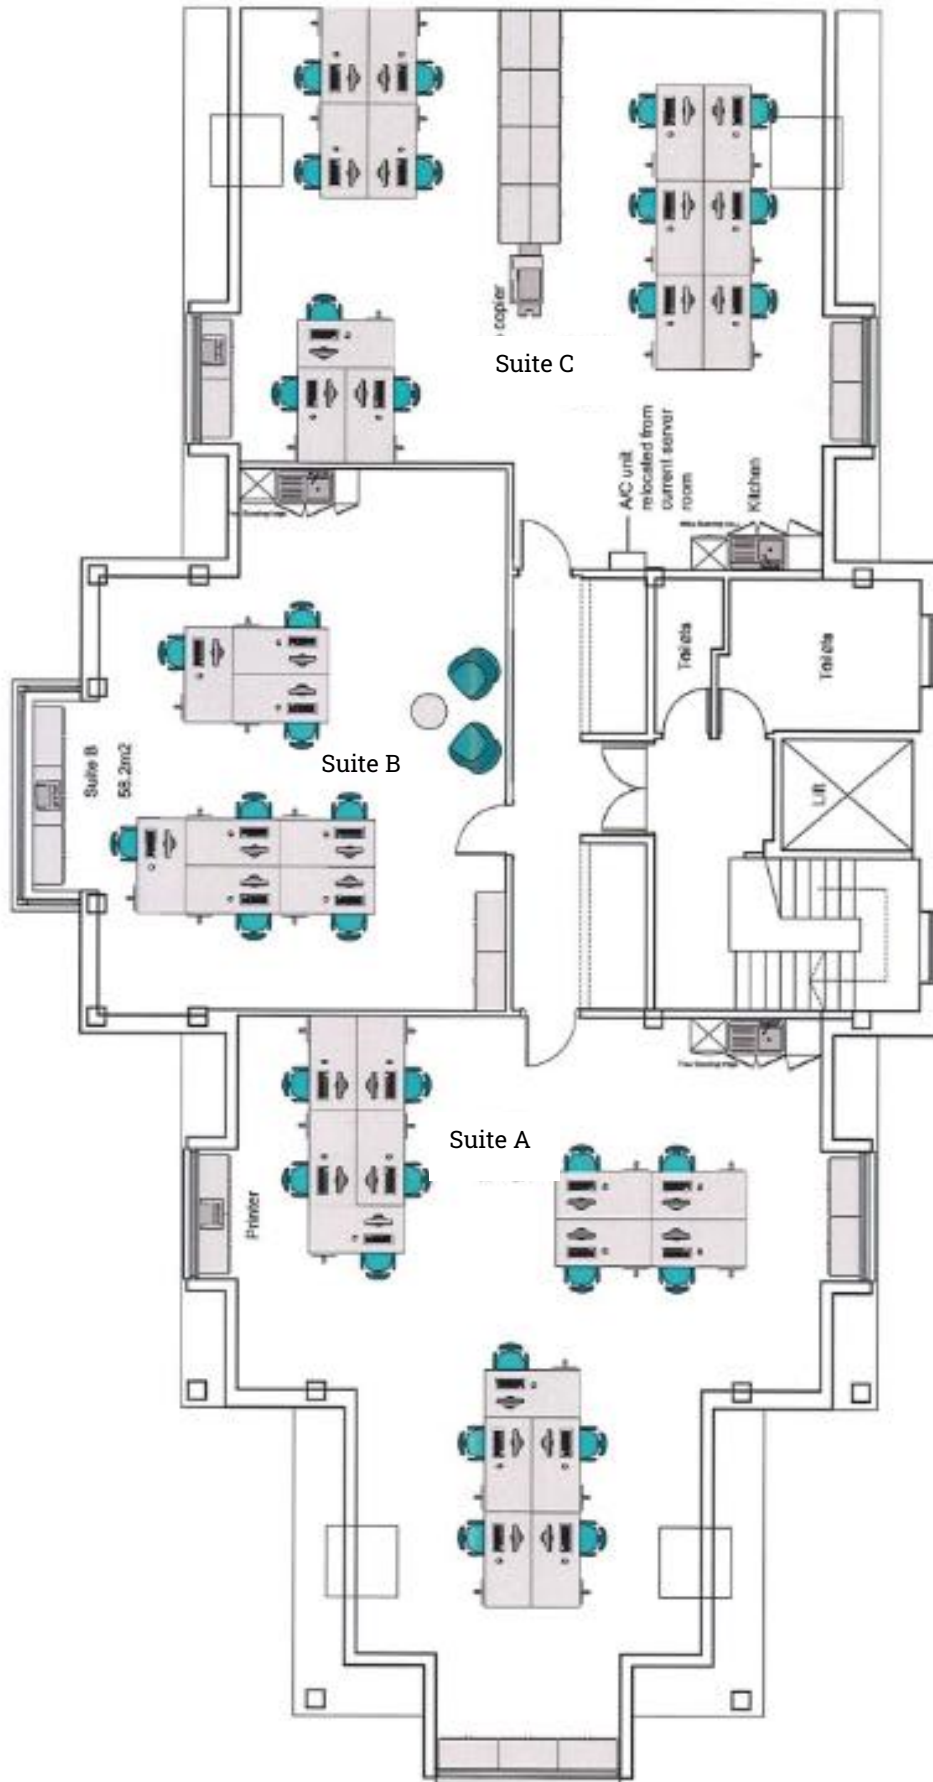 copier
Suite C
A/C unit
relocated from
current server
room
Kitchen
Toilets
Toilets
Suite B
58.2m2
Suite B
Lift
Suite A
Printer